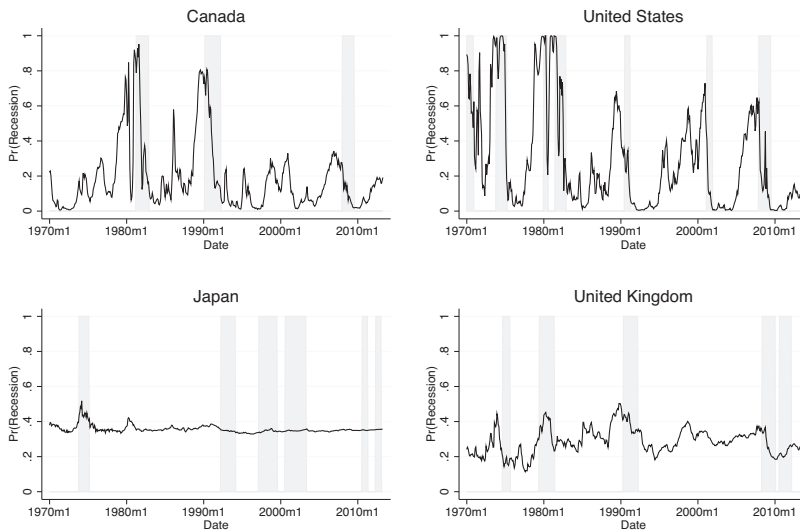 Canada
Pr(Recession)
1
.8
.6
.4
.2
0
1970m1 1980m1 1990m1 2000m1 2010m1
Date
United States
Pr(Recession)
1
.8
.6
.4
.2
0
1970m1 1980m1 1990m1 2000m1 2010m1
Date
Japan
Pr(Recession)
1
.8
.6
.4
.2
0
1970m1 1980m1 1990m1 2000m1 2010m1
Date
United Kingdom
Pr(Recession)
1
.8
.6
.4
.2
0
1970m1 1980m1 1990m1 2000m1 2010m1
Date